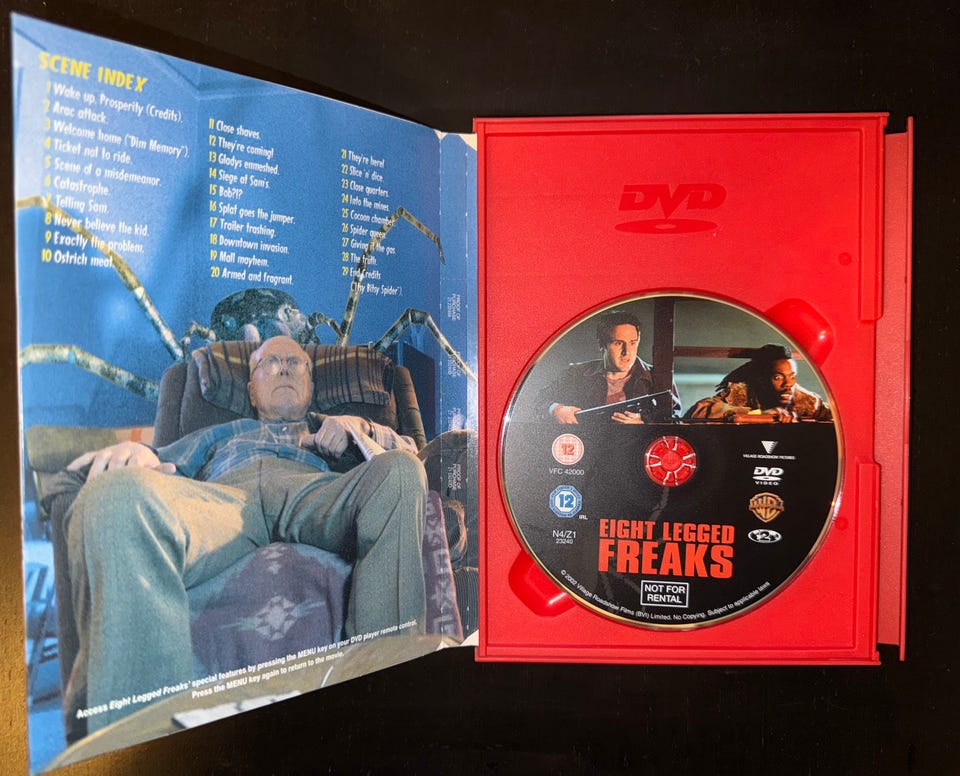 SCENE INDEX
1 Wake up, Prosperity (Credits).
2 Arac attack.
3 Welcome home ("Dim Memory").
4 Ticket not to ride.
5 Scene of a misdemeanor.
6 Catastrophe.
7 Telling Sam.
8 Never believe the kid.
9 Exactly the problem.
10 Ostrich meat.
11 Close shaves.
12 They're coming!
13 Gladys enmeshed.
14 Siege at Sam's.
15 Bob?!?
16 Splat goes the jumper.
17 Trailer trashing.
18 Downtown invasion.
19 Mall mayhem.
20 Armed and fragrant.
21 They're here!
22 Slice 'n' dice.
23 Close quarters.
24 Into the mines.
25 Cocoon chamber.
26 Spider queen.
27 Giving it the gas.
28 The truth.
29 End Credits
("Itsy Bitsy Spider").
PROOF OF
PURCHASE
Access Eight Legged Freaks' special features by pressing the MENU key on your DVD player remote control.
Press the MENU key again to return to the movie.
DVD
12
VFC 42000
12
IRL
N4/Z1
23240
VILLAGE ROADSHOW PICTURES
DVD
VIDEO
WB
EIGHT LEGGED
FREAKS
NOT FOR
RENTAL
© 2002 Village Roadshow Films (BVI) Limited. No Copying. Subject to applicable laws